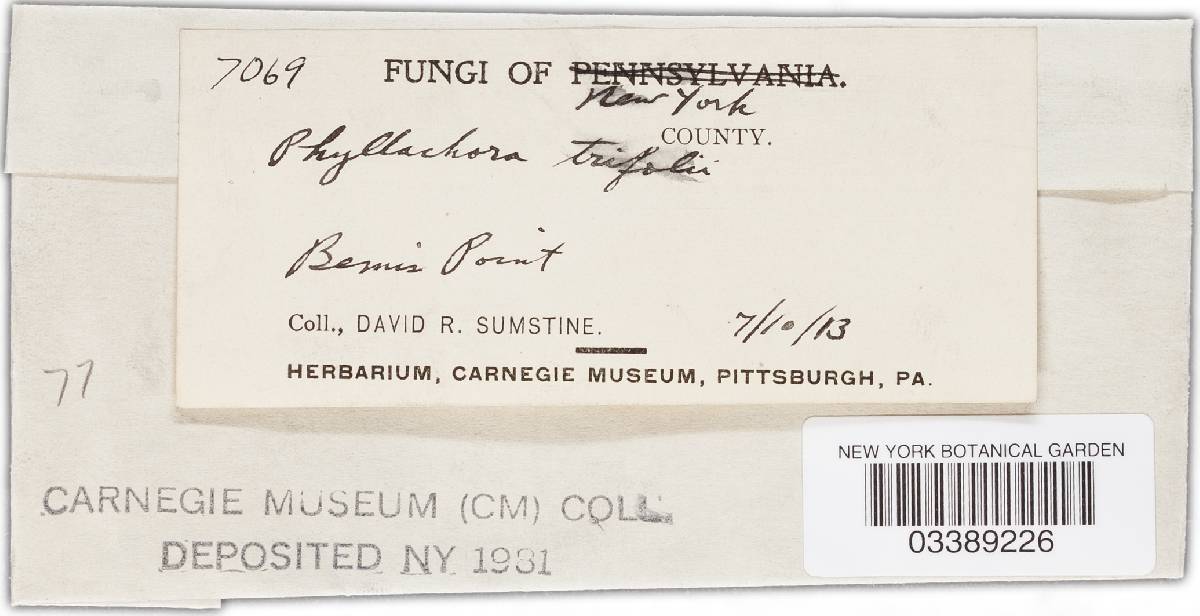 7069 FUNGI OF PENNSYLVANIA.
New York
COUNTY.
Phyllachora trifolii
Bemis Point
Coll., DAVID R. SUMSTINE. 7/10/13
HERBARIUM, CARNEGIE MUSEUM, PITTSBURGH, PA.
77
NEW YORK BOTANICAL GARDEN
03389226
CARNEGIE MUSEUM (CM) COLL.
DEPOSITED NY 1981